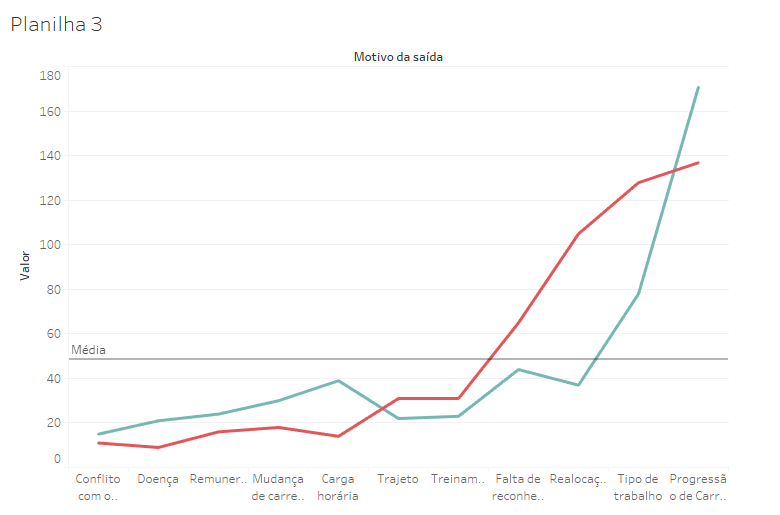 Planilha 3
Motivo da saída
180
160
140
120
100
80
60
40
20
0
Valor
Média
Conflito
com o..
Doença
Remuner..
Mudança
de carre..
Carga
horária
Trajeto
Treinam..
Falta de
reconhe..
Realocaç..
Tipo de
trabalho
Progressã
o de Carr..